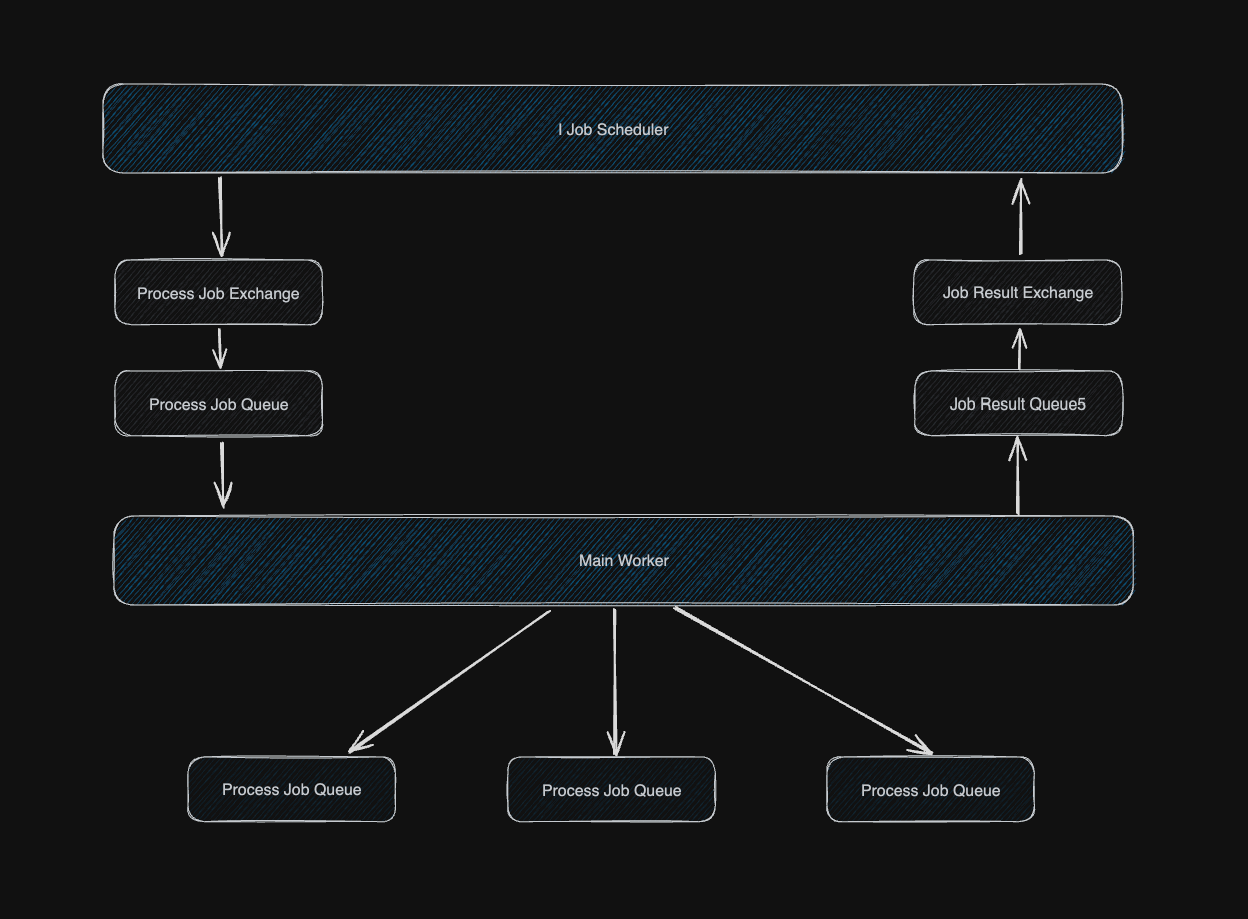 I Job Scheduler
Process Job Exchange
Job Result Exchange
Process Job Queue
Job Result Queue5
Main Worker
Process Job Queue
Process Job Queue
Process Job Queue